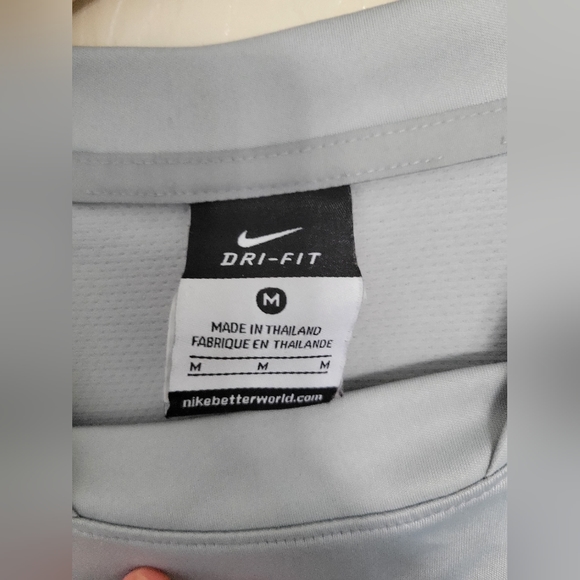 DRI-FIT
M
MADE IN THAILAND
FABRIQUE EN THAILANDE
M M M
nikebetterworld.com